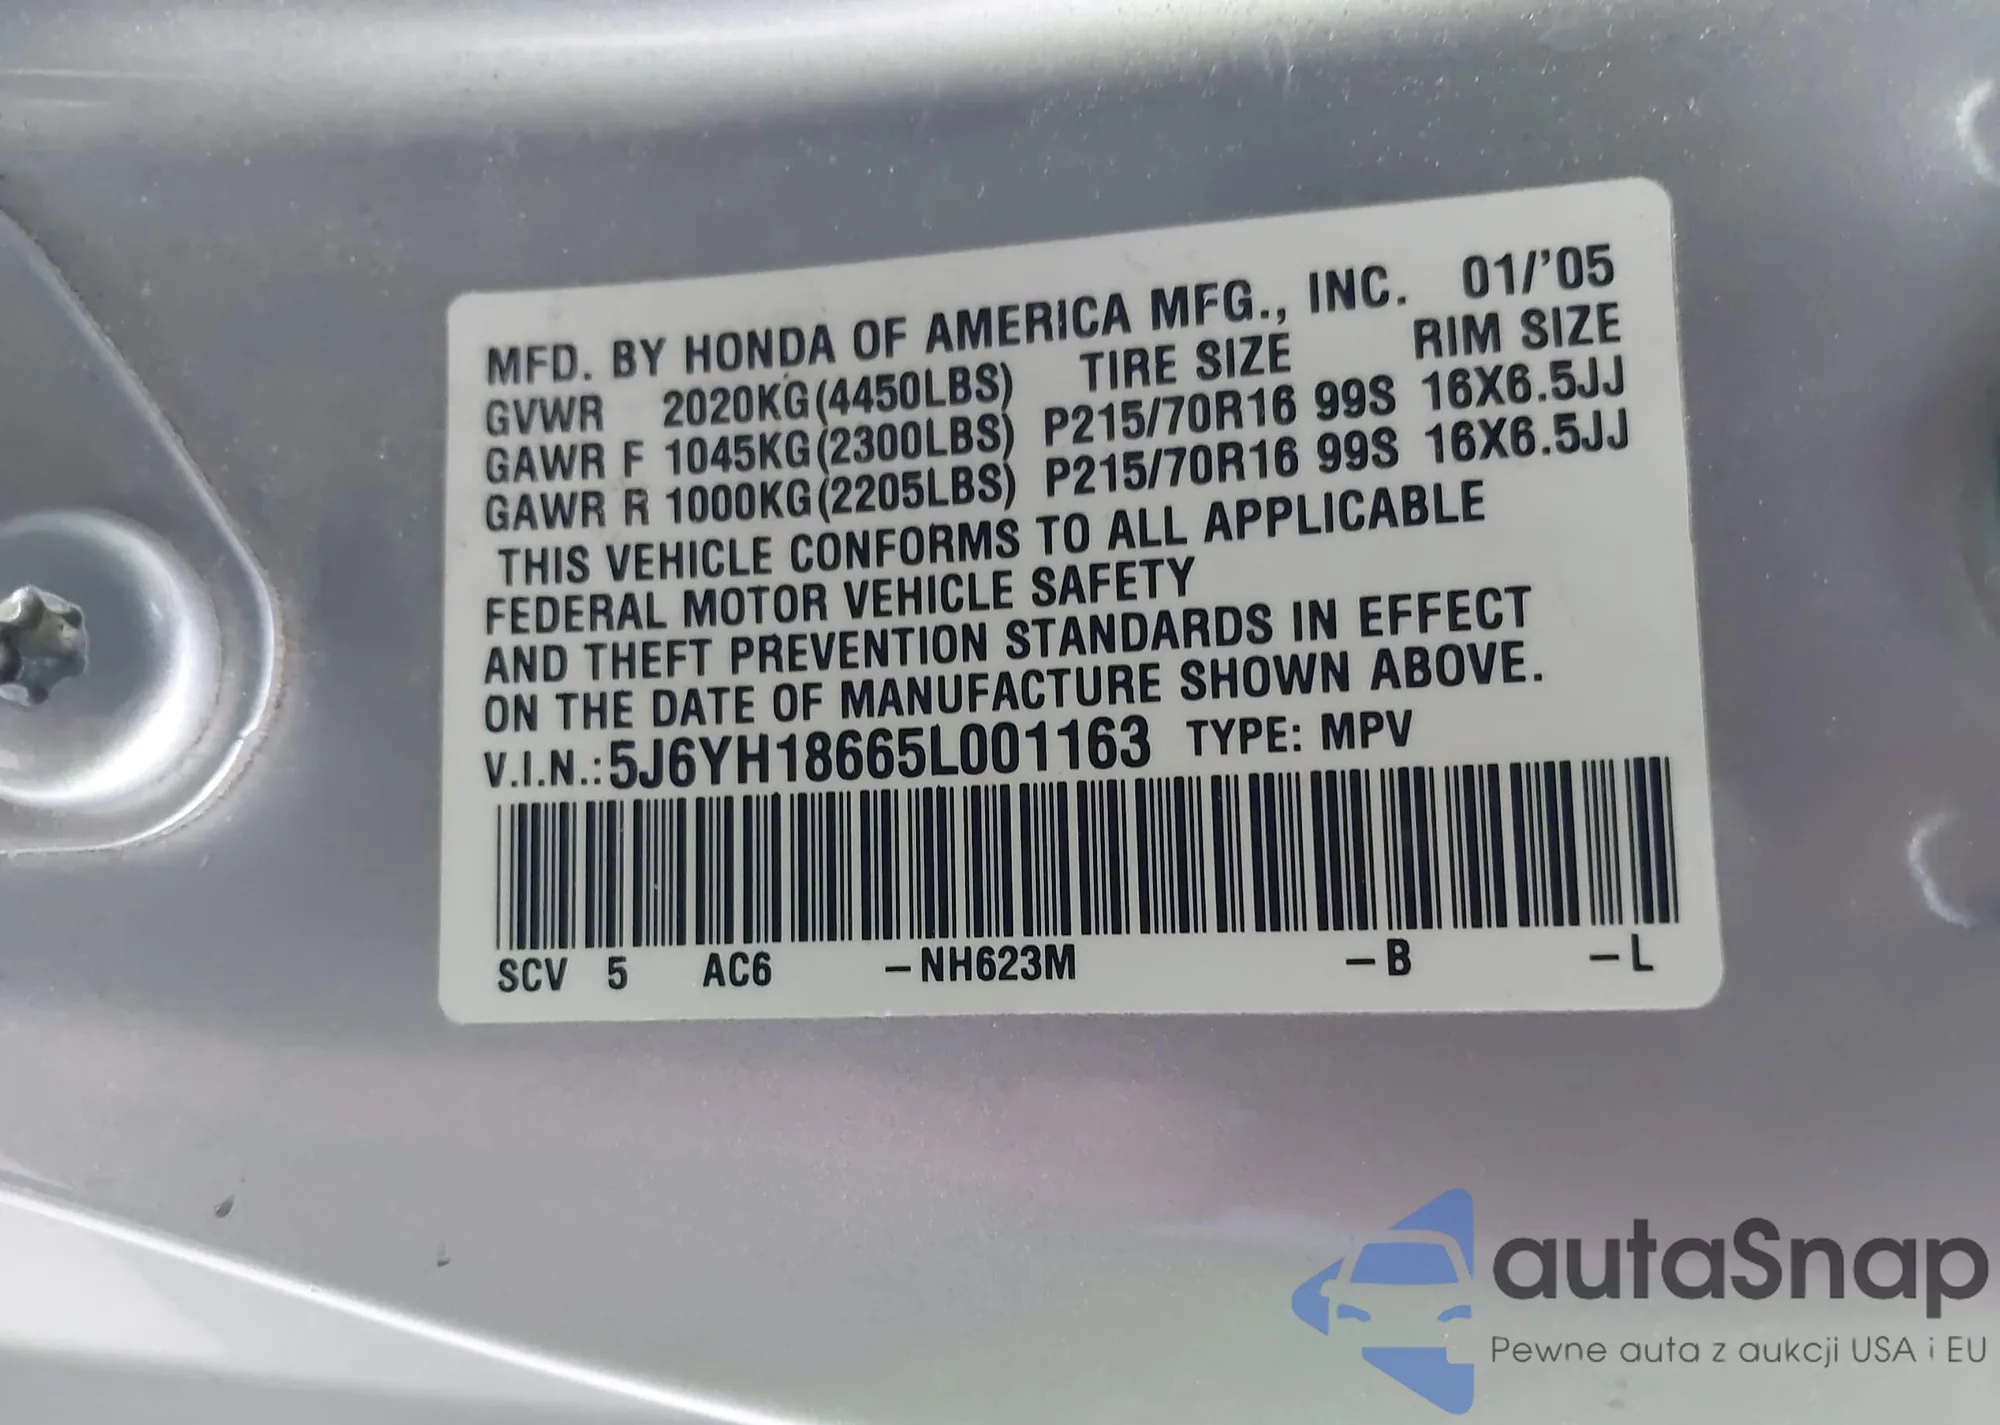 MFD. BY HONDA OF AMERICA MFG., INC. 01/'05
GVWR 2020KG(4450LBS) TIRE SIZE RIM SIZE
GAWR F 1045KG(2300LBS) P215/70R16 99S 16X6.5JJ
GAWR R 1000KG(2205LBS) P215/70R16 99S 16X6.5JJ
THIS VEHICLE CONFORMS TO ALL APPLICABLE
FEDERAL MOTOR VEHICLE SAFETY
AND THEFT PREVENTION STANDARDS IN EFFECT
ON THE DATE OF MANUFACTURE SHOWN ABOVE.
V.I.N.:5J6YH18665L001163 TYPE: MPV
SCV 5 AC6 –NH623M –B –L
autaSnap
Pewne auta z aukcji USA i EU